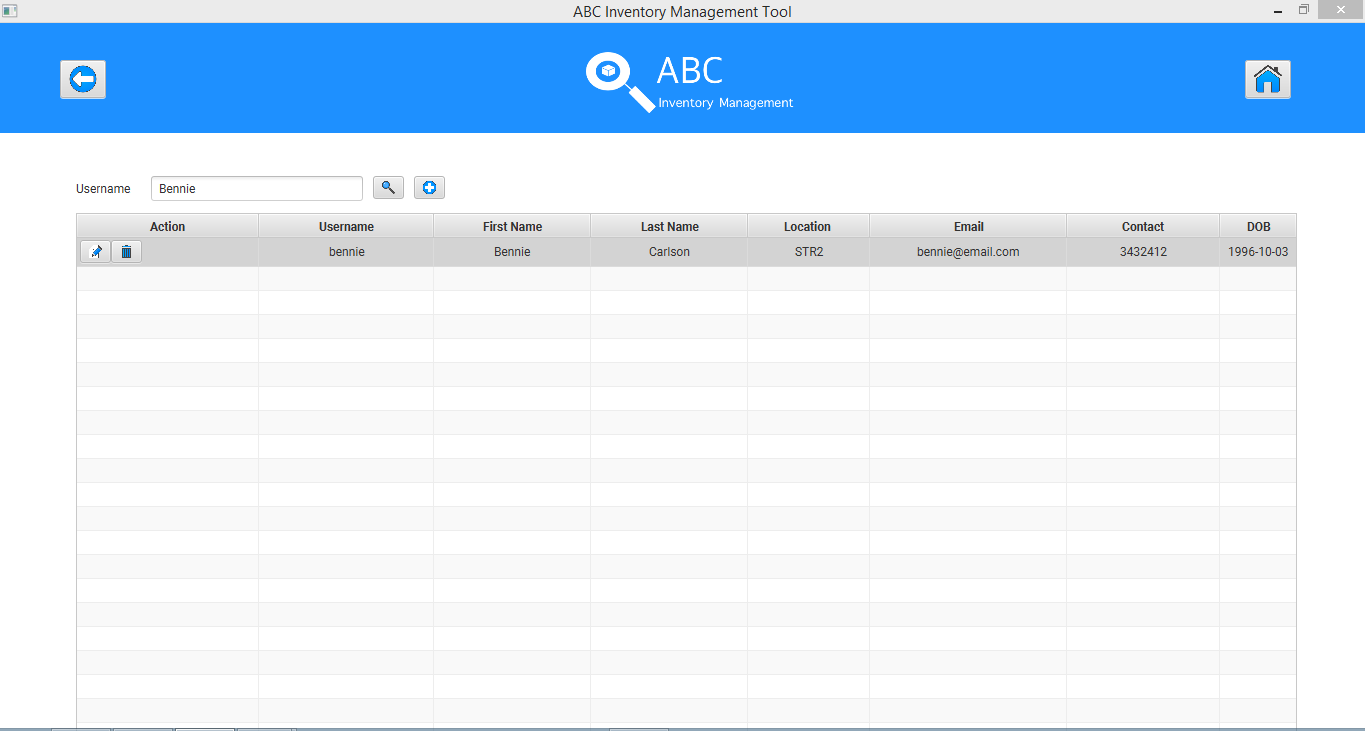 ABC Inventory Management Tool
ABC
Inventory Management
Username Bennie
Action Username First Name Last Name Location Email Contact DOB
bennie Bennie Carlson STR2 bennie@email.com 3432412 1996-10-03